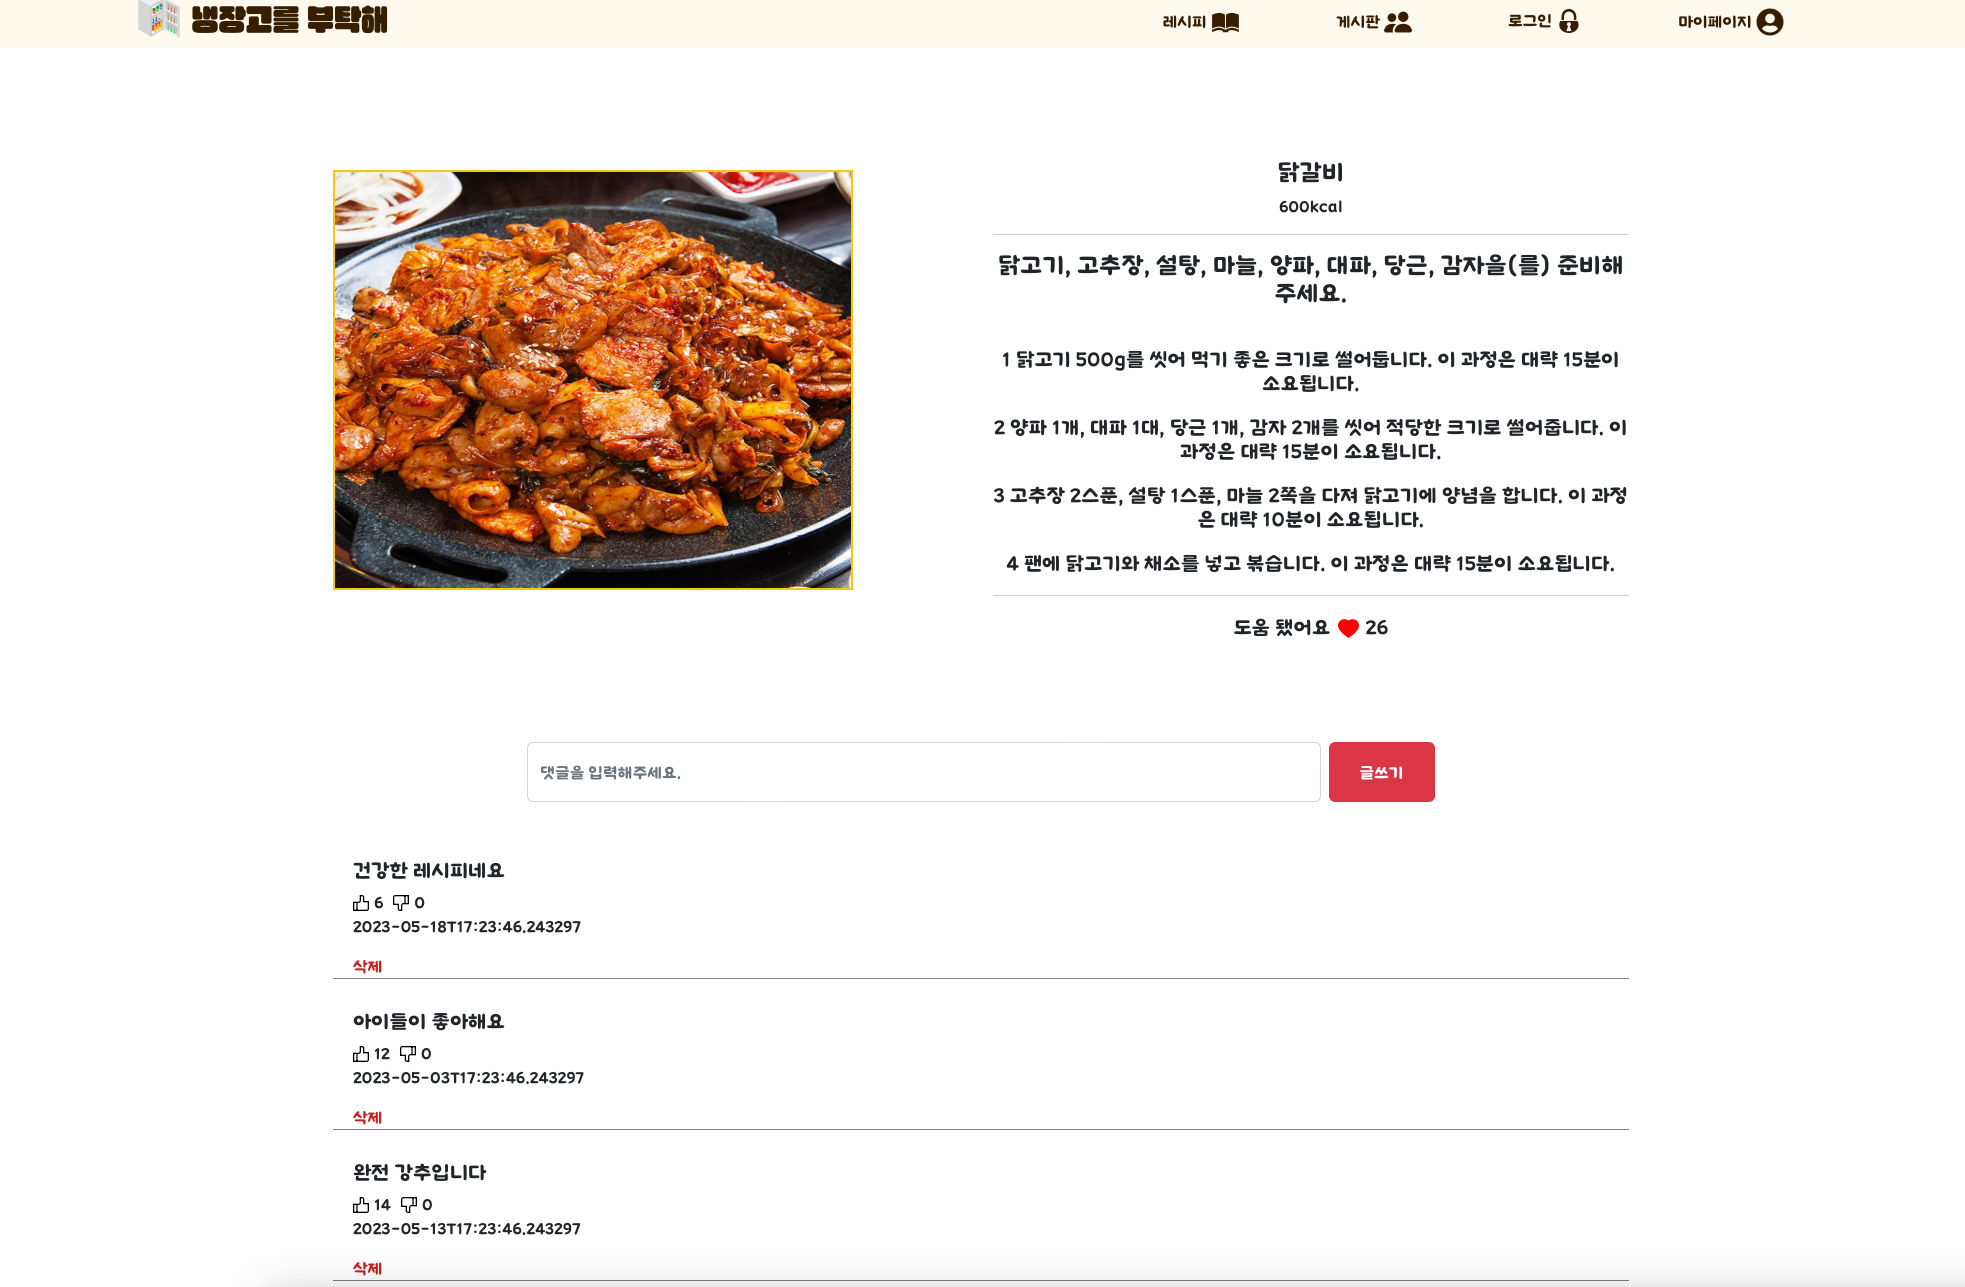 냉장고를 부탁해
레시피
게시판
로그인
마이페이지
닭갈비
600kcal
닭고기, 고추장, 설탕, 마늘, 양파, 대파, 당근, 감자을(를) 준비해
주세요.
1 닭고기 500g를 씻어 먹기 좋은 크기로 썰어둡니다. 이 과정은 대략 15분이
소요됩니다.
2 양파 1개, 대파 1대, 당근 1개, 감자 2개를 씻어 적당한 크기로 썰어줍니다. 이
과정은 대략 15분이 소요됩니다.
3 고추장 2스푼, 설탕 1스푼, 마늘 2쪽을 다져 닭고기에 양념을 합니다. 이 과정
은 대략 10분이 소요됩니다.
4 팬에 닭고기와 채소를 넣고 볶습니다. 이 과정은 대략 15분이 소요됩니다.
도움 됐어요 26
댓글을 입력해주세요.
글쓰기
건강한 레시피네요
6 0
2023-05-18T17:23:46.243297
삭제
아이들이 좋아해요
12 0
2023-05-03T17:23:46.243297
삭제
완전 강추입니다
14 0
2023-05-13T17:23:46.243297
삭제